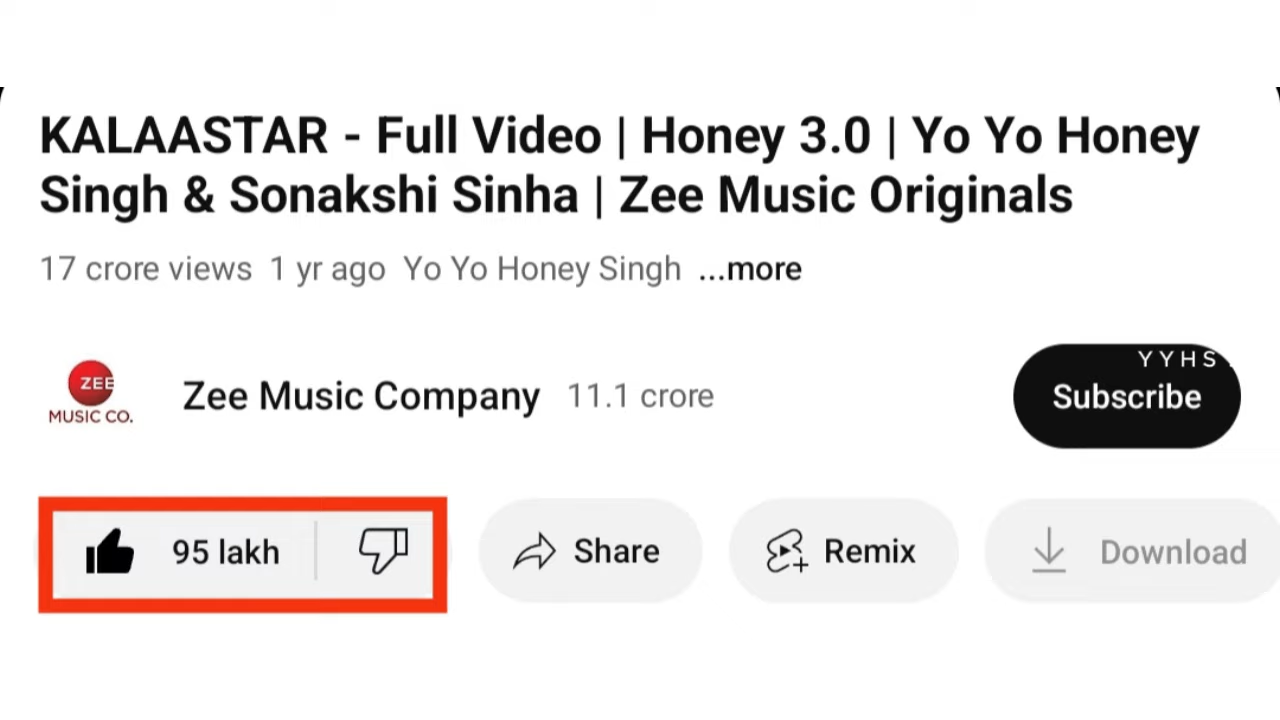 KALAASTAR - Full Video | Honey 3.0 | Yo Yo Honey
Singh & Sonakshi Sinha | Zee Music Originals
17 crore views 1 yr ago Yo Yo Honey Singh ...more
ZEE
MUSIC CO.
Zee Music Company 11.1 crore
YYHS
Subscribe
95 lakh
Share
Remix
Download